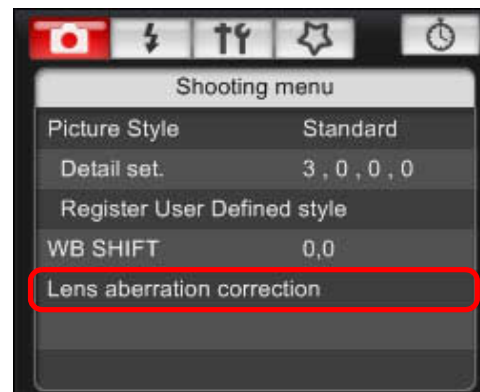 Shooting menu
Picture Style Standard
Detail set. 3 , 0 , 0 , 0
Register User Defined style
WB SHIFT 0,0
Lens aberration correction